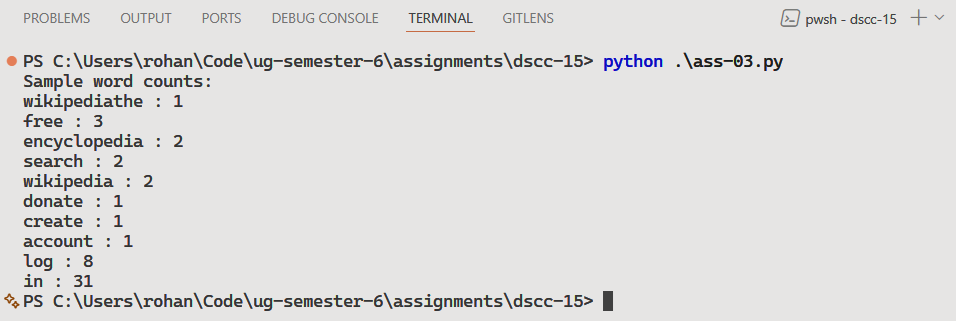 PROBLEMS OUTPUT PORTS DEBUG CONSOLE TERMINAL GITLENS pwsh - dscc-15
PS C:\Users\rohan\Code\ug-semester-6\assignments\dscc-15> python .\ass-03.py
Sample word counts:
wikipediathe : 1
free : 3
encyclopedia : 2
search : 2
wikipedia : 2
donate : 1
create : 1
account : 1
log : 8
in : 31
PS C:\Users\rohan\Code\ug-semester-6\assignments\dscc-15>